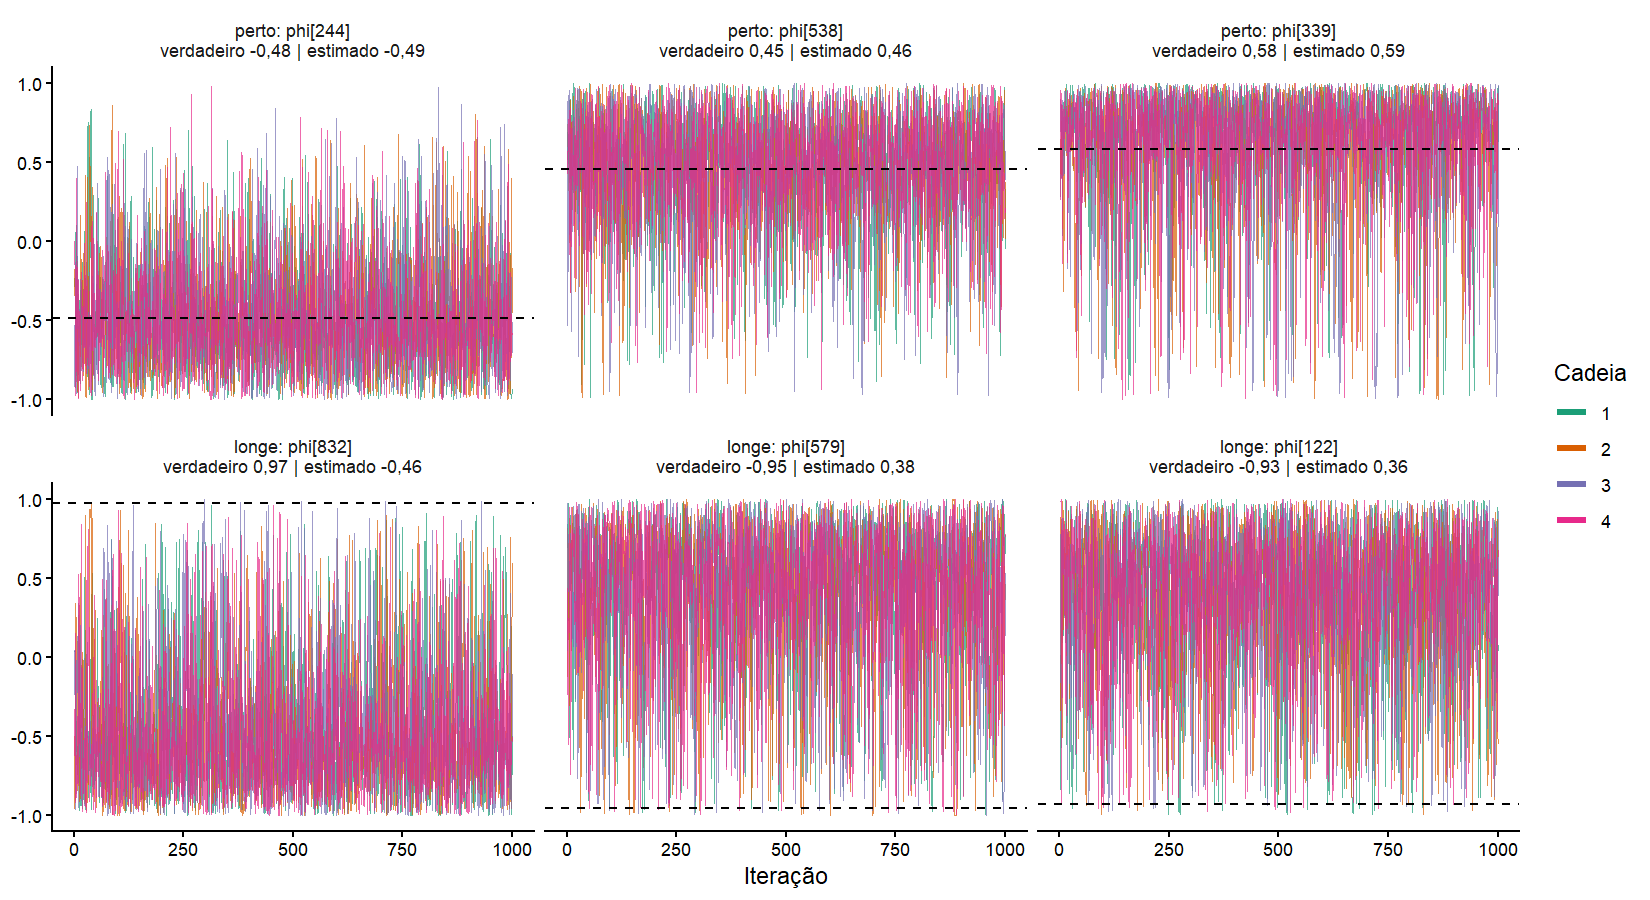 perto: phi[244]
verdadeiro -0,48 | estimado -0,49
perto: phi[538]
verdadeiro 0,45 | estimado 0,46
perto: phi[339]
verdadeiro 0,58 | estimado 0,59
1.0
0.5
0.0
-0.5
-1.0
longe: phi[832]
verdadeiro 0,97 | estimado -0,46
longe: phi[579]
verdadeiro -0,95 | estimado 0,38
longe: phi[122]
verdadeiro -0,93 | estimado 0,36
1.0
0.5
0.0
-0.5
-1.0
0 250 500 750 1000
0 250 500 750 1000
0 250 500 750 1000
Iteração
Cadeia
1
2
3
4